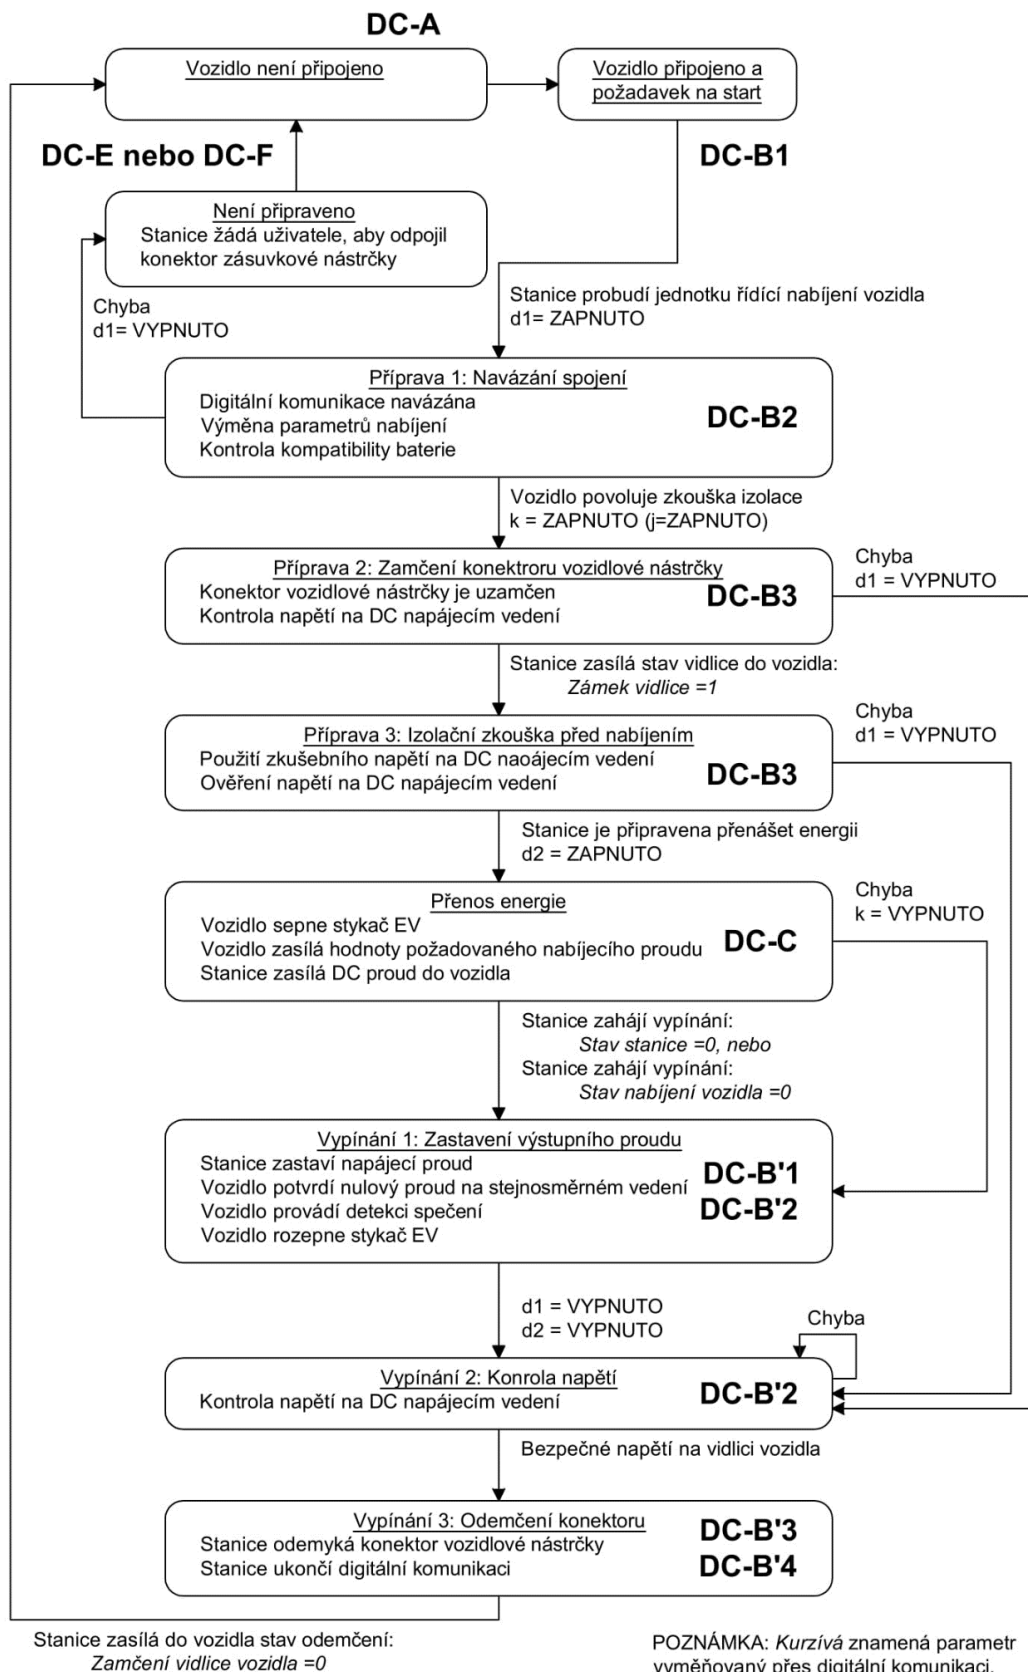 DC-A
Vozidlo není připojeno
Vozidlo připojeno a
požadavek na start
DC-E nebo DC-F
DC-B1
Není připraveno
Stanice žádá uživatele, aby odpojil
konektor zásuvkové nástrčky
Chyba
d1= VYPNUTO
Stanice probudí jednotku řídící nabíjení vozidla
d1= ZAPNUTO
Příprava 1: Navázání spojení
Digitální komunikace navázána
Výměna parametrů nabíjení
Kontrola kompatibility baterie
DC-B2
Vozidlo povoluje zkouška izolace
k = ZAPNUTO (j=ZAPNUTO)
Příprava 2: Zamčení konektroru vozidlové nástrčky
Konektor vozidlové nástrčky je uzamčen
Kontrola napětí na DC napájecím vedení
DC-B3
Chyba
d1 = VYPNUTO
Stanice zasílá stav vidlice do vozidla:
Zámek vidlice =1
Příprava 3: Izolační zkouška před nabíjením
Použití zkušebního napětí na DC naoájecím vedení
Ověření napětí na DC napájecím vedení
DC-B3
Chyba
d1 = VYPNUTO
Stanice je připravena přenášet energii
d2 = ZAPNUTO
Přenos energie
Vozidlo sepne stykač EV
Vozidlo zasílá hodnoty požadovaného nabíjecího proudu
Stanice zasílá DC proud do vozidla
DC-C
Chyba
k = VYPNUTO
Stanice zahájí vypínání:
Stav stanice =0, nebo
Stanice zahájí vypínání:
Stav nabíjení vozidla =0
Vypínání 1: Zastavení výstupního proudu
Stanice zastaví napájecí proud
Vozidlo potvrdí nulový proud na stejnosměrném vedení
Vozidlo provádí detekci spečení
Vozidlo rozepne stykač EV
DC-B'1
DC-B'2
d1 = VYPNUTO
d2 = VYPNUTO
Chyba
Vypínání 2: Konrola napětí
Kontrola napětí na DC napájecím vedení
DC-B'2
Bezpečné napětí na vidlici vozidla
Vypínání 3: Odemčení konektoru
Stanice odemyká konektor vozidlové nástrčky
Stanice ukončí digitální komunikaci
DC-B'3
DC-B'4
Stanice zasílá do vozidla stav odemčení:
Zamčení vidlice vozidla =0
POZNÁMKA: Kurzívá znamená parametr
vyměňovaný přes digitální komunikaci.